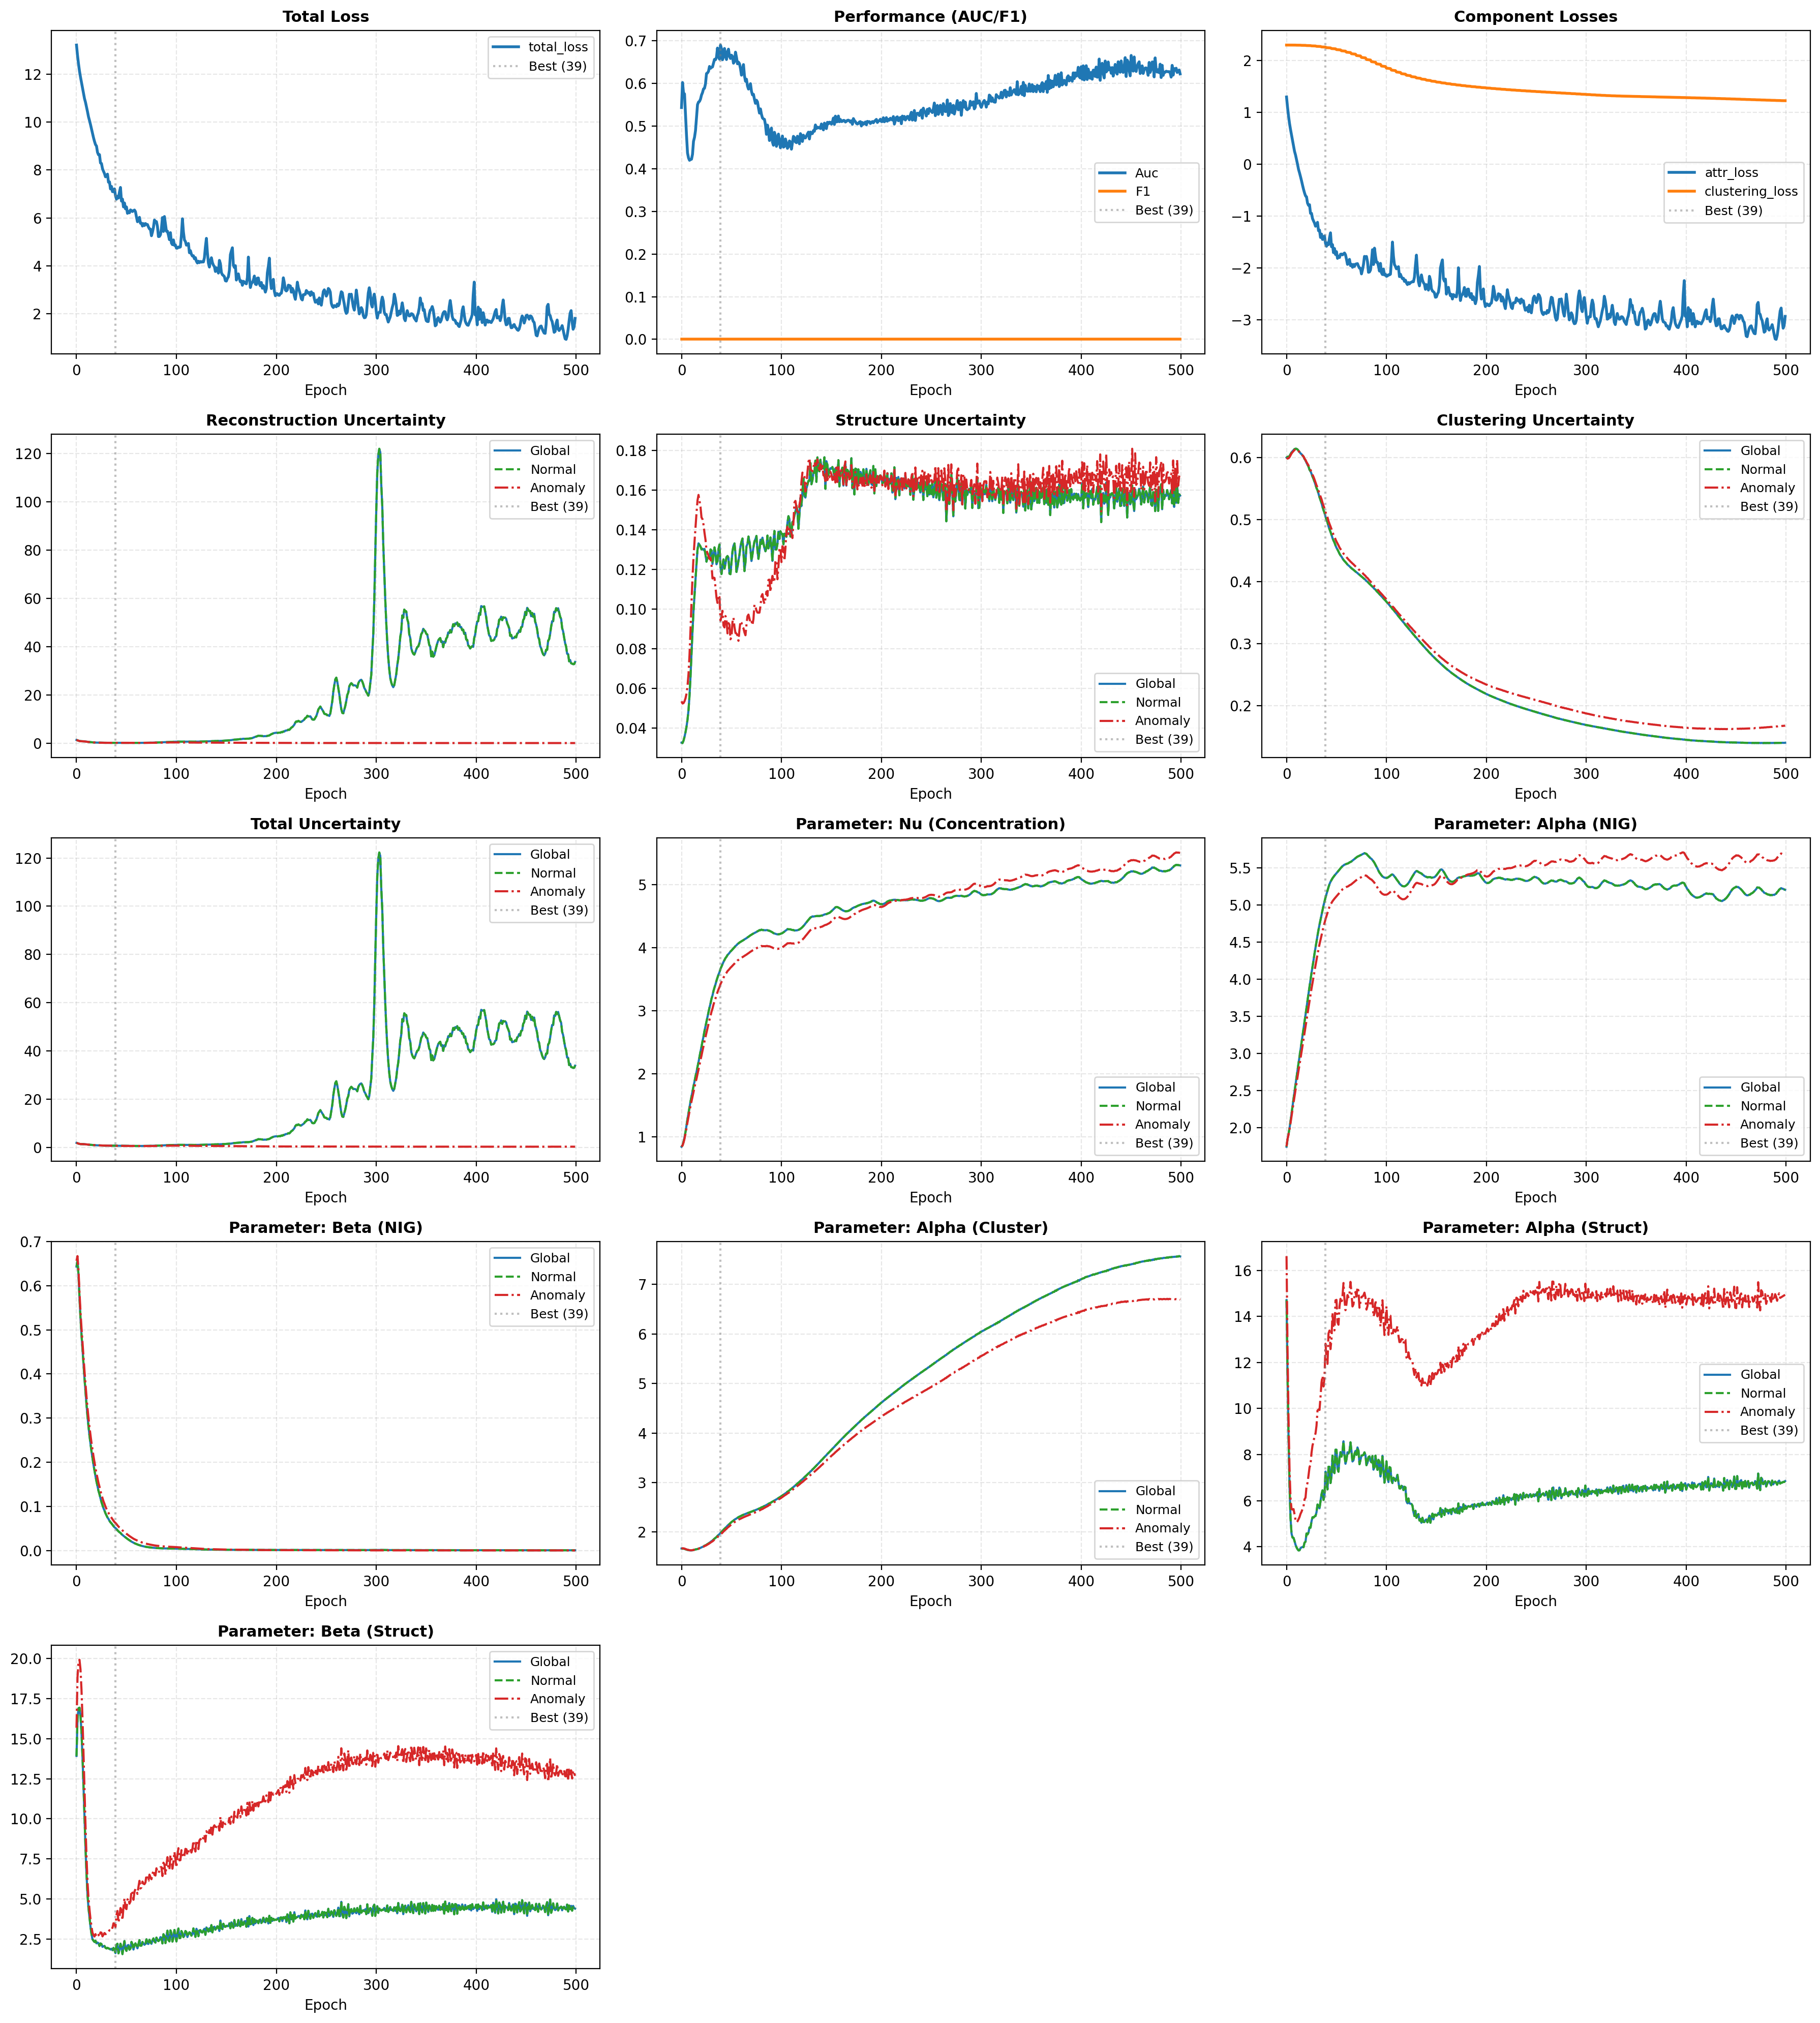 Total Loss
12
10
8
6
4
2
total_loss
Best (39)
0
100
200
300
400
500
Epoch
Performance (AUC/F1)
0.7
0.6
0.5
0.4
0.3
0.2
0.1
0.0
Auc
F1
Best (39)
0
100
200
300
400
500
Epoch
Component Losses
2
1
0
−1
−2
−3
attr_loss
clustering_loss
Best (39)
0
100
200
300
400
500
Epoch
Reconstruction Uncertainty
120
100
80
60
40
20
0
Global
Normal
Anomaly
Best (39)
0
100
200
300
400
500
Epoch
Structure Uncertainty
0.18
0.16
0.14
0.12
0.10
0.08
0.06
0.04
Global
Normal
Anomaly
Best (39)
0
100
200
300
400
500
Epoch
Clustering Uncertainty
0.6
0.5
0.4
0.3
0.2
Global
Normal
Anomaly
Best (39)
0
100
200
300
400
500
Epoch
Total Uncertainty
120
100
80
60
40
20
0
Global
Normal
Anomaly
Best (39)
0
100
200
300
400
500
Epoch
Parameter: Nu (Concentration)
5
4
3
2
1
Global
Normal
Anomaly
Best (39)
0
100
200
300
400
500
Epoch
Parameter: Alpha (NIG)
5.5
5.0
4.5
4.0
3.5
3.0
2.5
2.0
Global
Normal
Anomaly
Best (39)
0
100
200
300
400
500
Epoch
Parameter: Beta (NIG)
0.7
0.6
0.5
0.4
0.3
0.2
0.1
0.0
Global
Normal
Anomaly
Best (39)
0
100
200
300
400
500
Epoch
Parameter: Alpha (Cluster)
7
6
5
4
3
2
Global
Normal
Anomaly
Best (39)
0
100
200
300
400
500
Epoch
Parameter: Alpha (Struct)
16
14
12
10
8
6
4
Global
Normal
Anomaly
Best (39)
0
100
200
300
400
500
Epoch
Parameter: Beta (Struct)
20.0
17.5
15.0
12.5
10.0
7.5
5.0
2.5
Global
Normal
Anomaly
Best (39)
0
100
200
300
400
500
Epoch